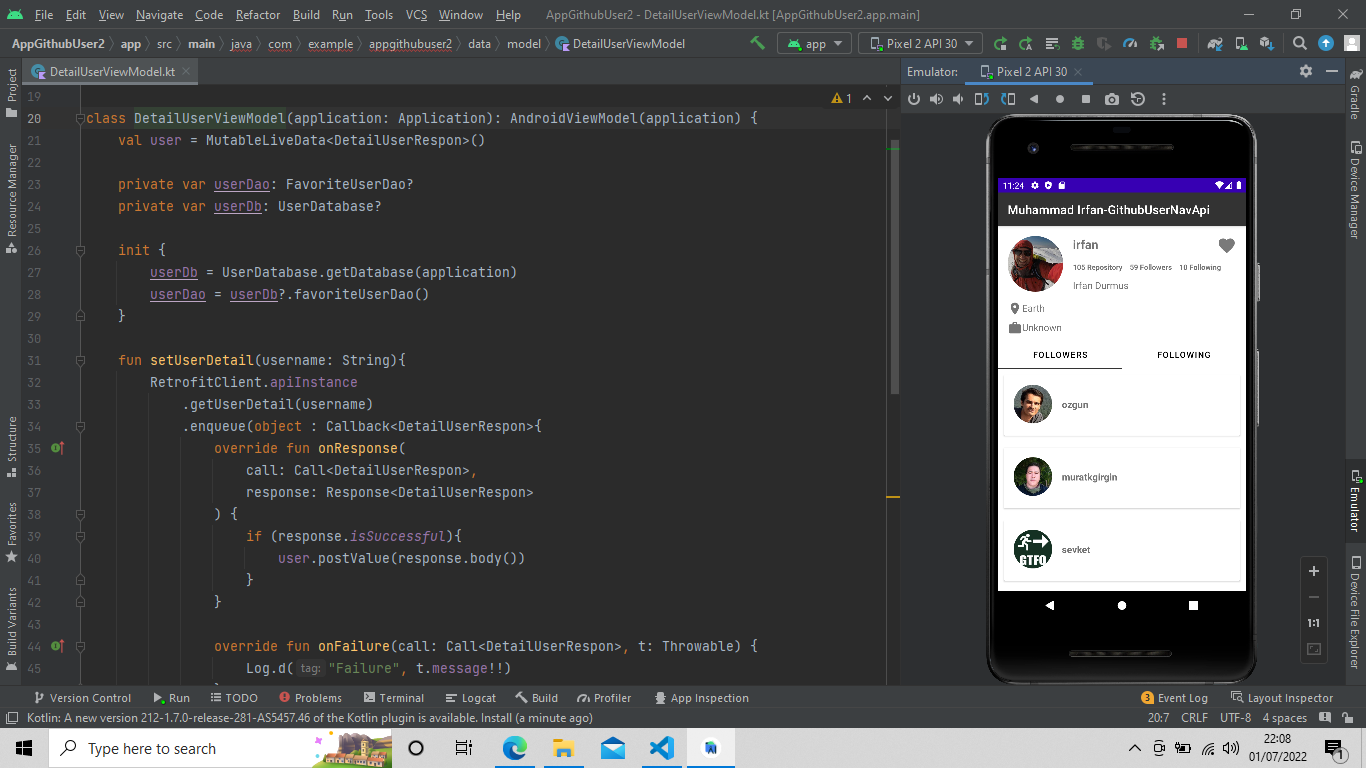 File Edit View Navigate Code Refactor Build Run Tools VCS Window Help AppGithubUser2 - DetailUserViewModel.kt [AppGithubUser2.app.main]
AppGithubUser2 app src main java com example appgithubuser2 data model DetailUserViewModel app Pixel 2 API 30
DetailUserViewModel.kt
Emulator: Pixel 2 API 30
Project
Resource Manager
Structure
Favorites
Build Variants
1
19
20 class DetailUserViewModel(application: Application): AndroidViewModel(application) {
21 val user = MutableLiveData<DetailUserRespon>()
22
23 private var userDao: FavoriteUserDao?
24 private var userDb: UserDatabase?
25
26 init {
27 userDb = UserDatabase.getDatabase(application)
28 userDao = userDb?.favoriteUserDao()
29 }
30
31 fun setUserDetail(username: String){
32 RetrofitClient.apiInstance
33 .getUserDetail(username)
34 .enqueue(object : Callback<DetailUserRespon>{
35 override fun onResponse(
36 call: Call<DetailUserRespon>,
37 response: Response<DetailUserRespon>
38 ) {
39 if (response.isSuccessful){
40 user.postValue(response.body())
41 }
42 }
43
44 override fun onFailure(call: Call<DetailUserRespon>, t: Throwable) {
45 Log.d( tag: "Failure", t.message!!)
11:24
Muhammad Irfan-GithubUserNavApi
irfan
105 Repository 59 Followers 10 Following
Irfan Durmus
Earth
Unknown
FOLLOWERS FOLLOWING
ozgun
muratkgirgin
GTFO
sevket
1:1
Gradle
Device Manager
Emulator
Device File Explorer
Version Control Run TODO Problems Terminal Logcat Build Profiler App Inspection 3 Event Log Layout Inspector
Kotlin: A new version 212-1.7.0-release-281-AS5457.46 of the Kotlin plugin is available. Install (a minute ago) 20:7 CRLF UTF-8 4 spaces
Type here to search
22:08
01/07/2022
1